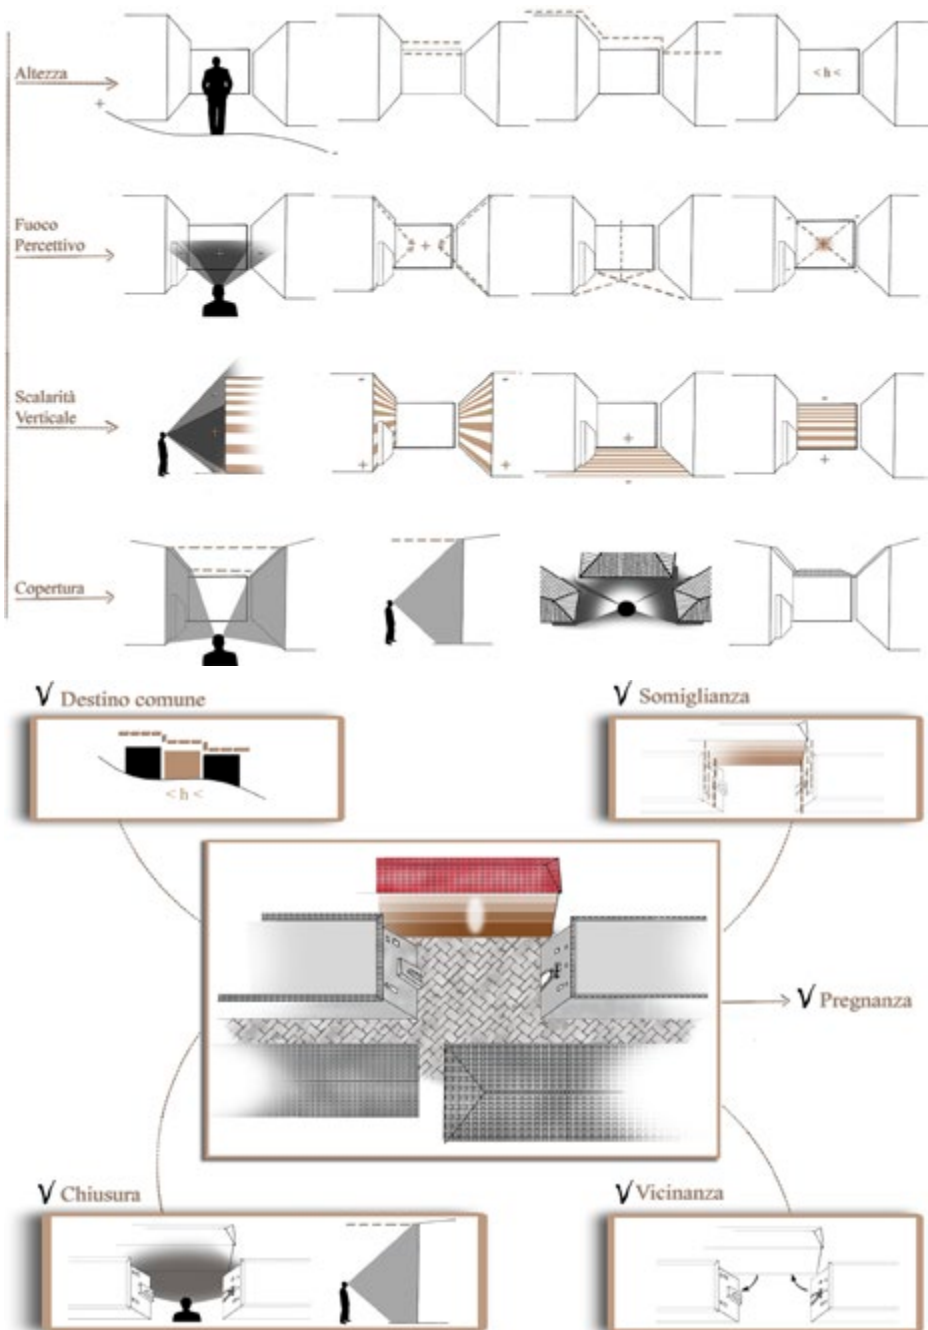 Altezza
+
-
< h <
Fuoco
Percettivo
+
-
+
-
-
Scalarità
Verticale
-
+
-
-
+
+
+
-
-
+
Copertura
√ Destino comune
< h <
√ Somiglianza
√ Pregnanza
√ Chiusura
√ Vicinanza